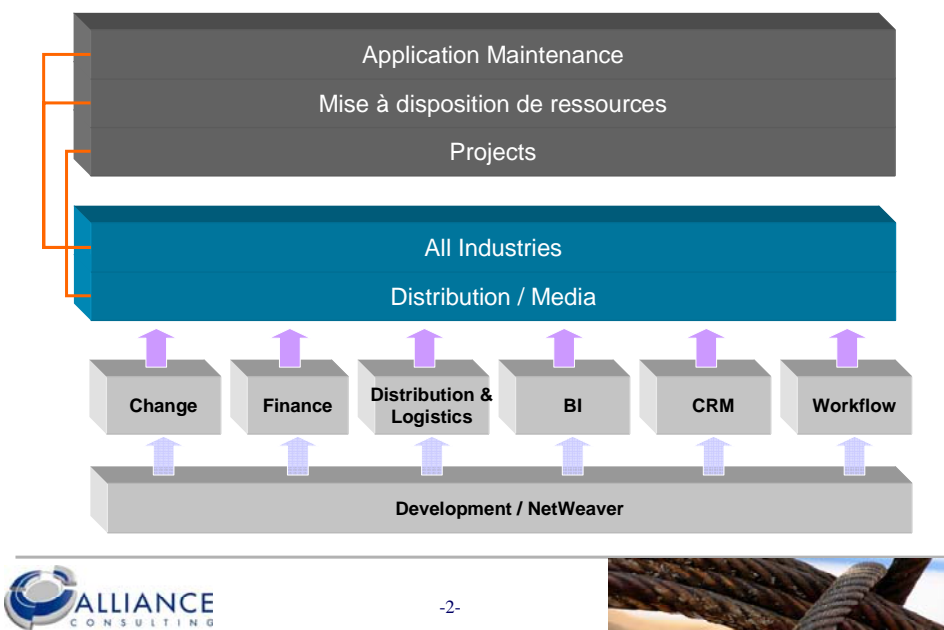 Application Maintenance
Mise à disposition de ressources
Projects
All Industries
Distribution / Media
Change
Finance
Distribution &
Logistics
BI
CRM
Workflow
Development / NetWeaver
ALLIANCE
CONSULTING
-2-